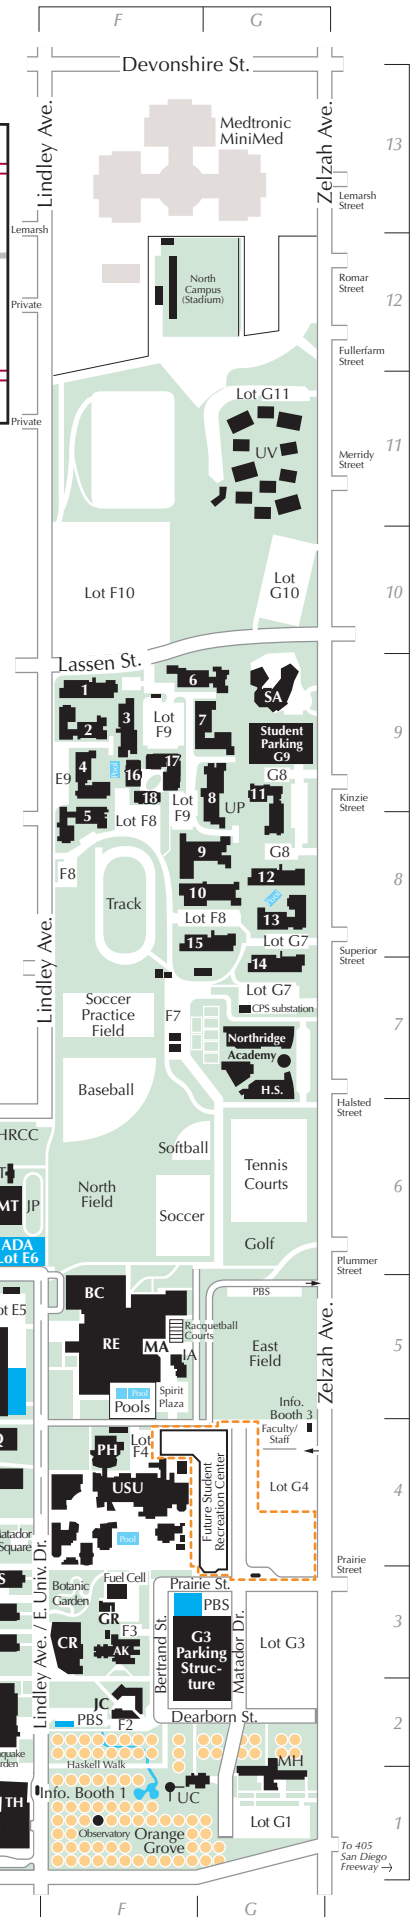 F
G
Devonshire St.
Lindley Ave.
Zelzah Ave.
Medtronic
MiniMed
13
Lemarsh
Street
Lemarsh
North
Campus
(Stadium)
Romar
Street
12
Private
Fullerfarm
Street
Lot G11
Private
UV
11
Merridy
Street
Lot F10
Lot
G10
10
Lassen St.
6
SA
1
3
Lot
F9
7
2
Student
Parking
G9
9
4
Pool
16
17
G8
F9
8
11
Kinzie
Street
18
Lot
F9
UP
5
Lot F8
9
G8
F8
12
8
Track
10
Pool
13
Lot F8
Lindley Ave.
15
Lot G7
Superior
Street
14
Lot G7
Soccer
Practice
Field
F7
CPS substation
7
Northridge
Academy
H.S.
Baseball
Halsted
Street
HRCC
Softball
T
Tennis
Courts
6
MT
JP
North
Field
Soccer
ADA
Lot E6
Golf
Plummer
Street
BC
PBS
ot E5
Zelzah Ave.
Racquetball
Courts
RE
MA
IA
East
Field
5
Pool
Pools
Spirit
Plaza
Info.
Booth 3
Faculty/
Staff
Q
PH
Lot
F4
Future Student
Recreation Center
USU
Lot G4
4
atador
Square
Pool
Prairie
Street
Lindley Ave. / E. Univ. Dr.
S
Fuel Cell
Prairie St.
Botanic
Garden
PBS
GR
F3
Bertrand St.
Matador Dr.
G3
Parking
Struc-
ture
Lot G3
3
CR
AK
JC
PBS
F2
Dearborn St.
2
quake
rden
Haskell Walk
MH
Info. Booth 1
UC
TH
Observatory
Orange
Grove
Lot G1
1
To 405
San Diego
Freeway →
F
G